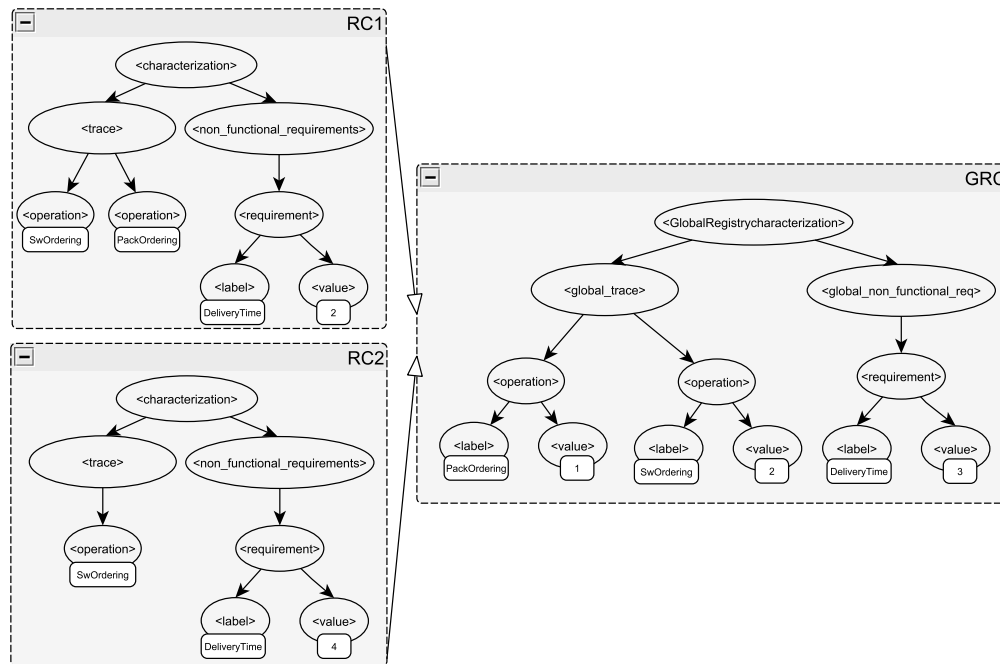 RC1
<characterization>
<trace>
<non_functional_requirements>
<operation>
SwOrdering
<operation>
PackOrdering
<requirement>
<label>
DeliveryTime
<value>
2
RC2
<characterization>
<trace>
<non_functional_requirements>
<operation>
SwOrdering
<requirement>
<label>
DeliveryTime
<value>
4
GRC
<GlobalRegistrycharacterization>
<global_trace>
<global_non_functional_req>
<operation>
<operation>
<requirement>
<label>
PackOrdering
<value>
1
<label>
SwOrdering
<value>
2
<label>
DeliveryTime
<value>
3